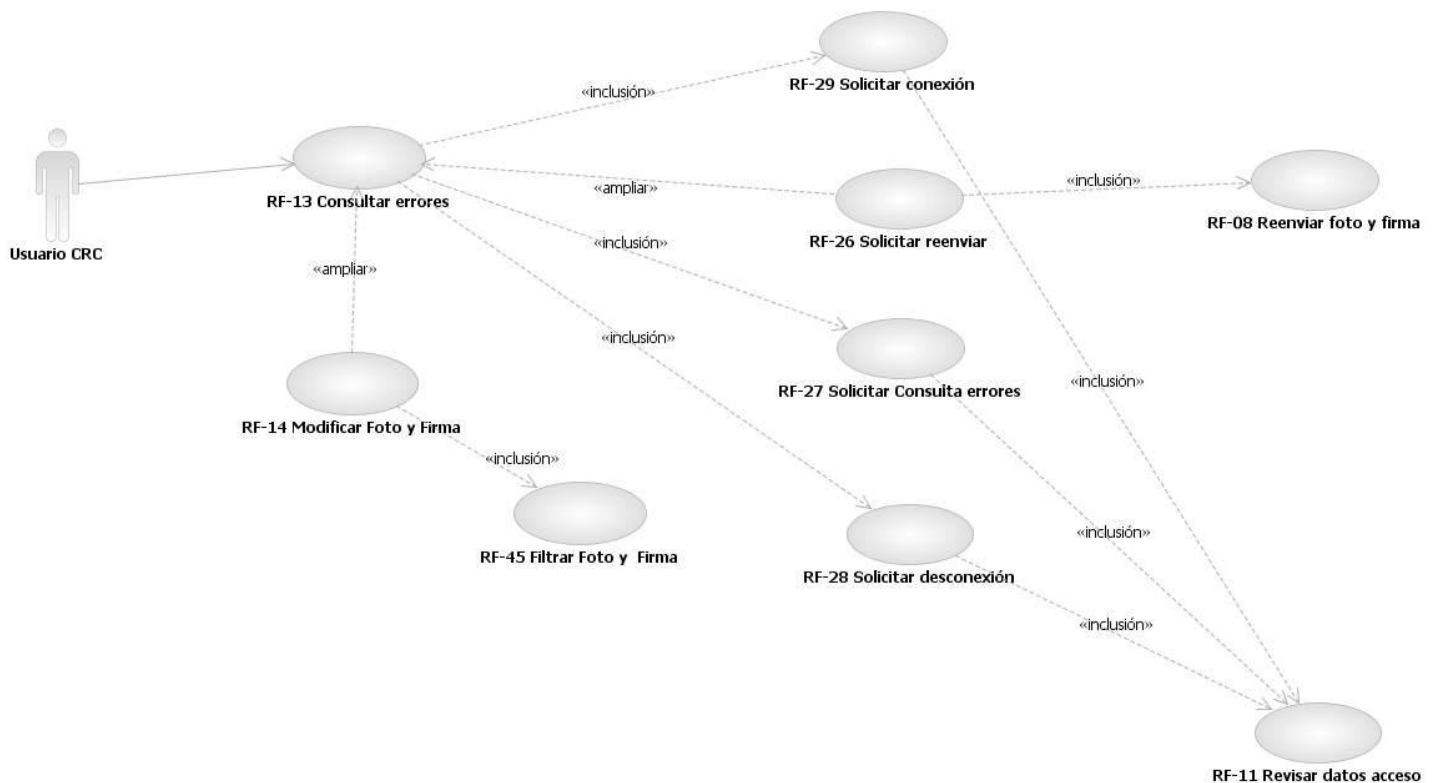 RF-29 Solicitar conexión
«inclusión»
RF-13 Consultar errores
«ampliar»
«inclusión»
RF-08 Reenviar foto y firma
RF-26 Solicitar reenviar
Usuario CRC
«inclusión»
«ampliar»
«inclusión»
RF-27 Solicitar Consulta errores
«inclusión»
RF-14 Modificar Foto y Firma
«inclusión»
RF-45 Filtrar Foto y Firma
«inclusión»
RF-28 Solicitar desconexión
«inclusión»
RF-11 Revisar datos acceso